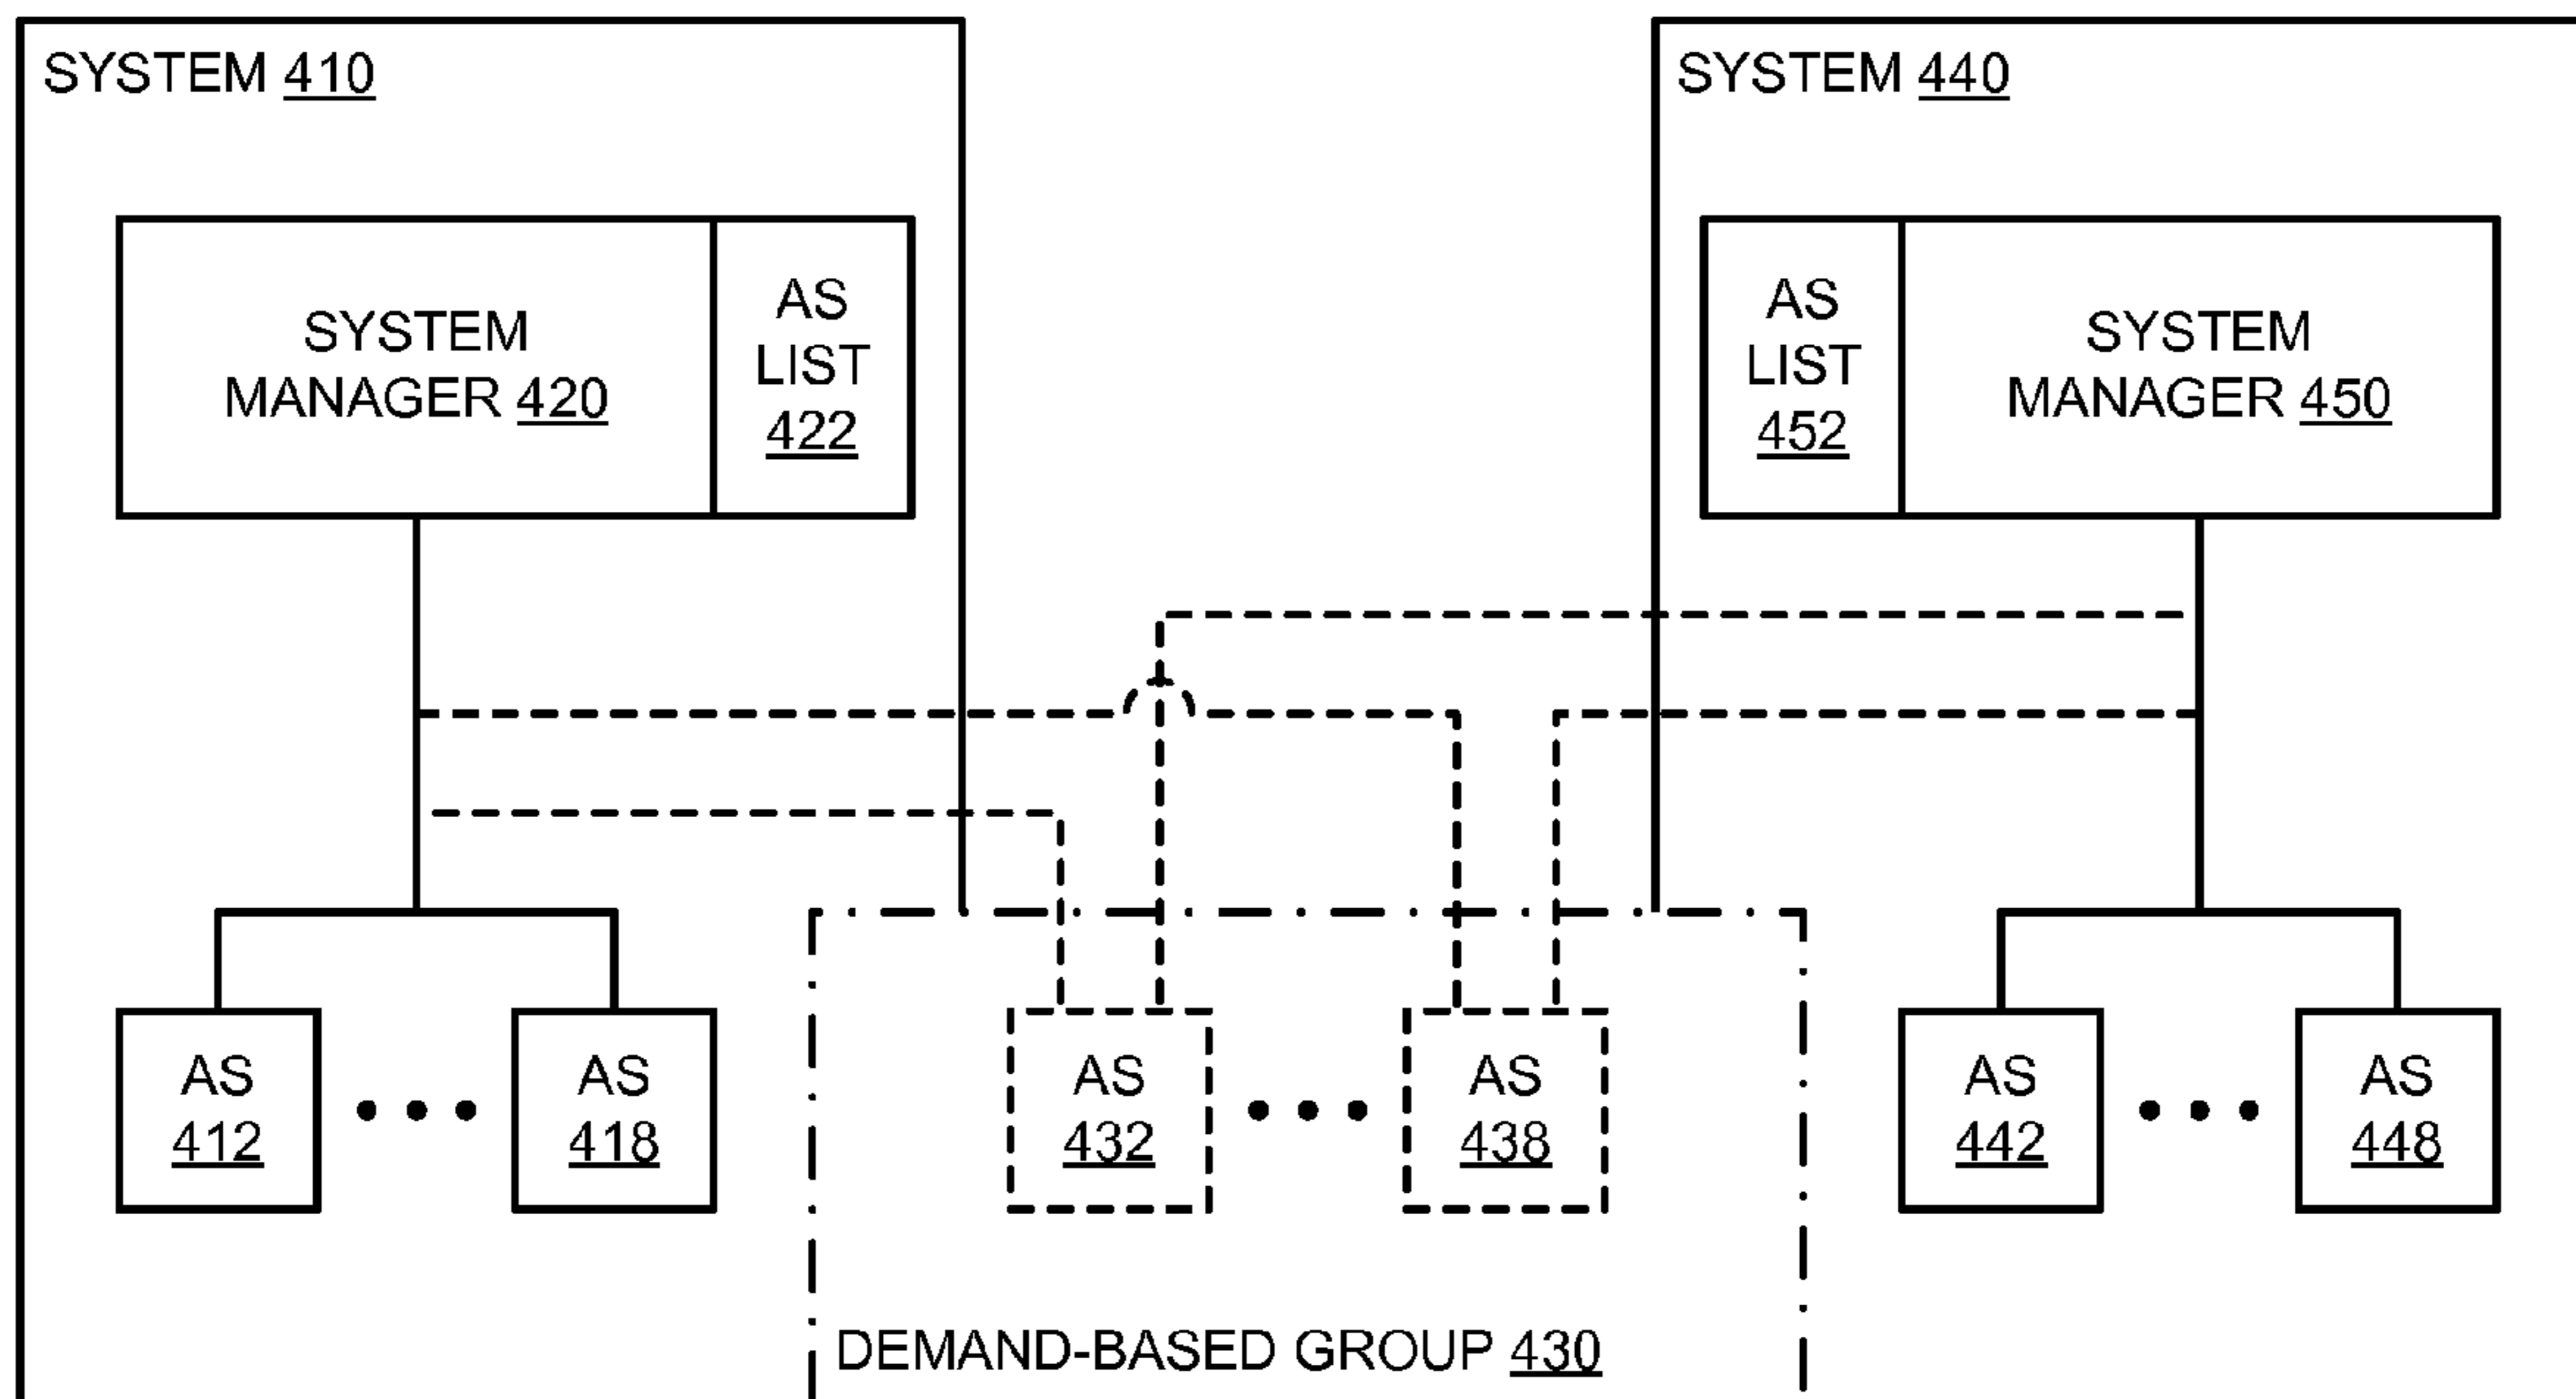 SYSTEM 410
SYSTEM 440
SYSTEM
MANAGER 420
AS
LIST
422
AS
LIST
452
SYSTEM
MANAGER 450
AS
412
AS
418
AS
432
AS
438
AS
442
AS
448
DEMAND-BASED GROUP 430